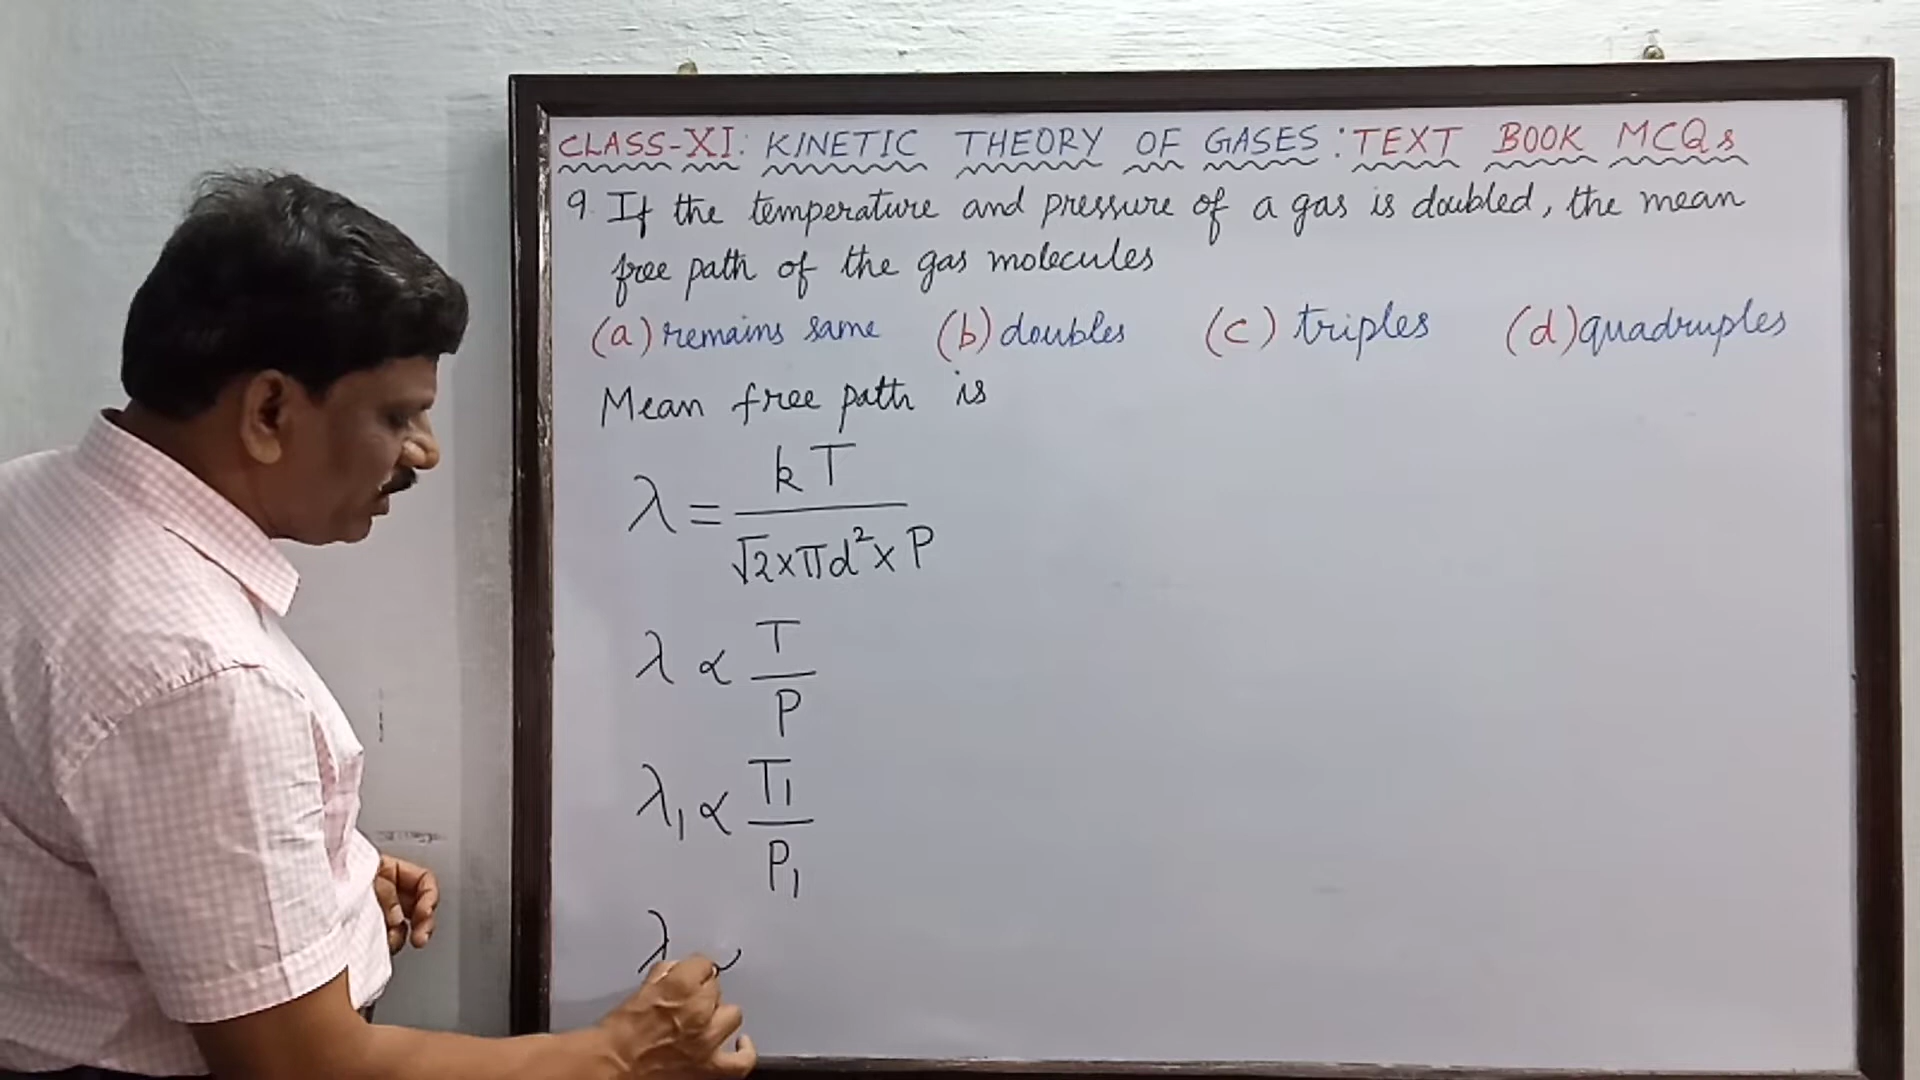 CLASS-XI: KINETIC THEORY OF GASES: TEXT BOOK MCQs
9. If the temperature and pressure of a gas is doubled, the mean
free path of the gas molecules
(a) remains same (b) doubles (c) triples (d) quadruples
Mean free path is
λ = kT / √2×πd²×P
λ ∝ T / P
λ₁ ∝ T₁ / P₁
λ